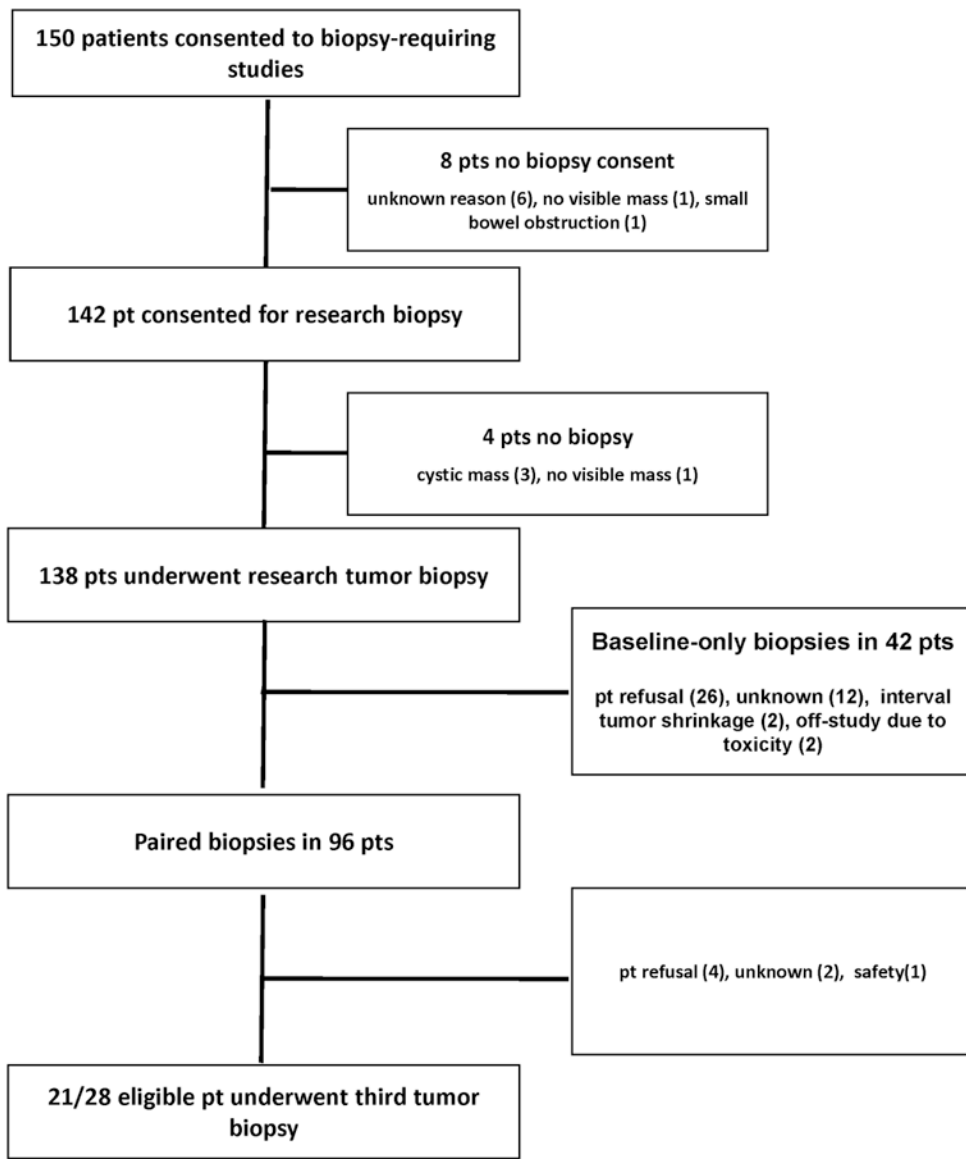 150 patients consented to biopsy-requiring
studies
8 pts no biopsy consent
unknown reason (6), no visible mass (1), small
bowel obstruction (1)
142 pt consented for research biopsy
4 pts no biopsy
cystic mass (3), no visible mass (1)
138 pts underwent research tumor biopsy
Baseline-only biopsies in 42 pts
pt refusal (26), unknown (12), interval
tumor shrinkage (2), off-study due to
toxicity (2)
Paired biopsies in 96 pts
pt refusal (4), unknown (2), safety(1)
21/28 eligible pt underwent third tumor
biopsy